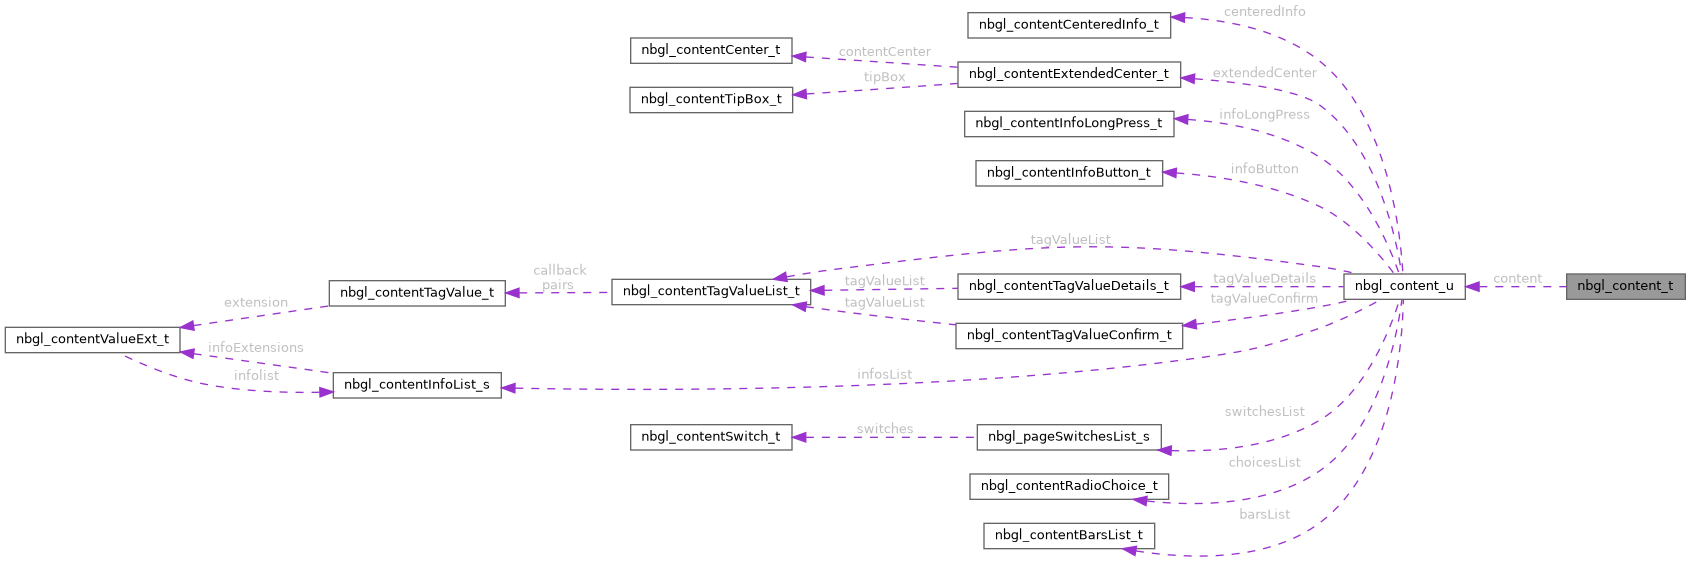 centeredInfo
nbgl_contentCenteredInfo_t
nbgl_contentCenter_t
contentCenter
extendedCenter
nbgl_contentExtendedCenter_t
tipBox
nbgl_contentTipBox_t
infoLongPress
nbgl_contentInfoLongPress_t
infoButton
nbgl_contentInfoButton_t
tagValueList
callback
pairs
tagValueList
tagValueDetails
content
nbgl_contentTagValue_t
nbgl_contentTagValueList_t
nbgl_contentTagValueDetails_t
nbgl_content_u
nbgl_content_t
extension
tagValueList
tagValueConfirm
nbgl_contentValueExt_t
nbgl_contentTagValueConfirm_t
infoExtensions
infolist
nbgl_contentInfoList_s
infosList
switchesList
nbgl_contentSwitch_t
switches
nbgl_pageSwitchesList_s
choicesList
nbgl_contentRadioChoice_t
barsList
nbgl_contentBarsList_t